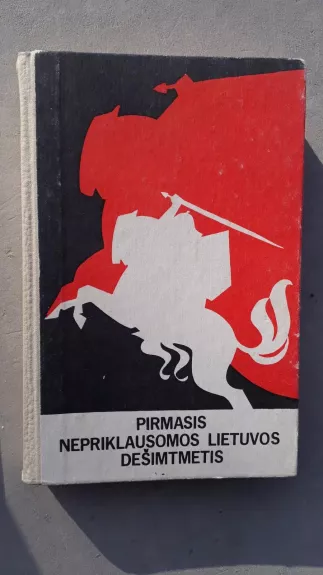 PIRMASIS
NEPRIKLAUSOMOS LIETUVOS
DEŠIMTMETIS